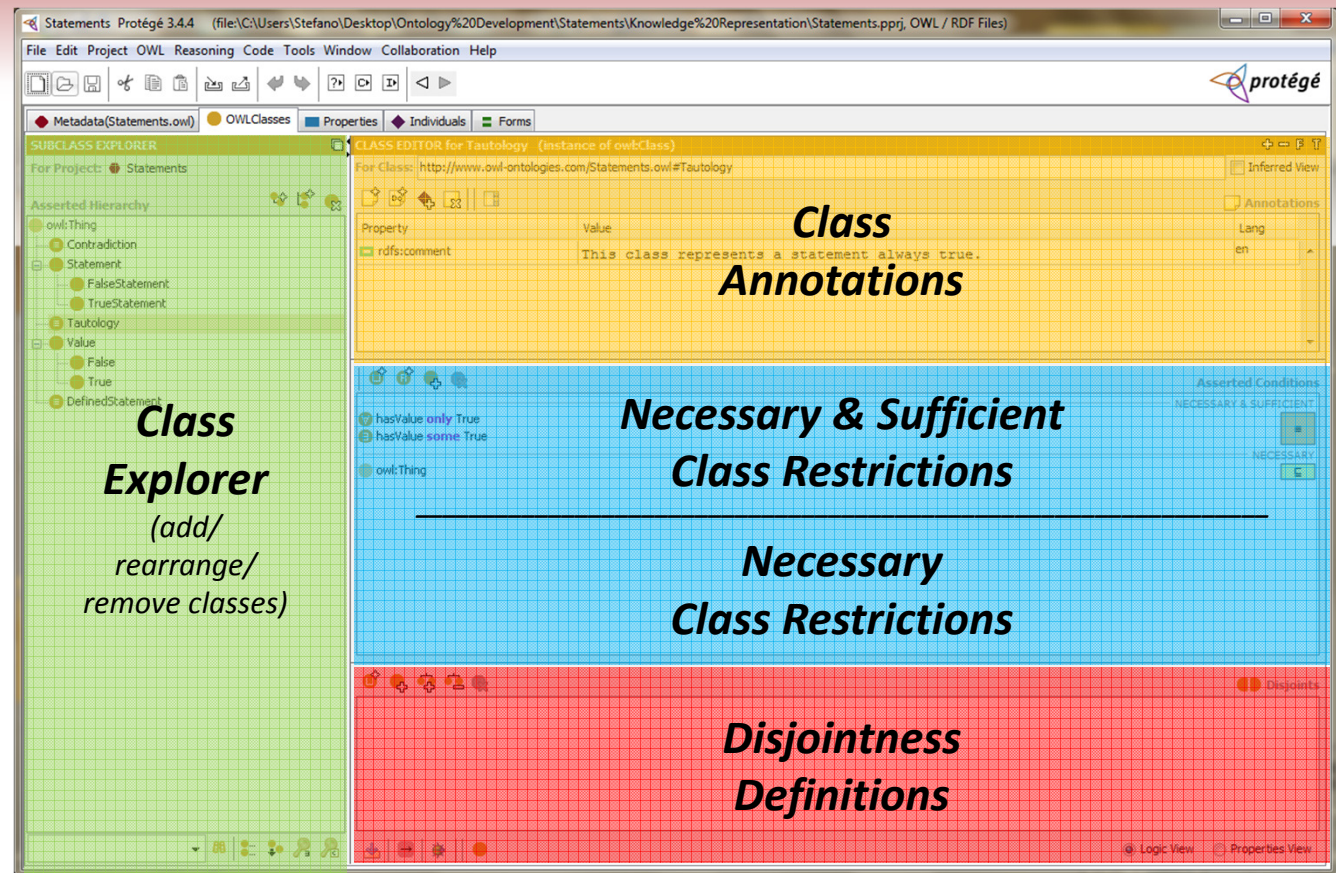 Statements Protégé 3.4.4 (file:\C:\Users\Stefano\Desktop\Ontology%20Development\Statements\Knowledge%20Representation\Statements.pprj, OWL / RDF Files)
File Edit Project OWL Reasoning Code Tools Window Collaboration Help
protégé
Metadata(Statements.owl) OWLClasses Properties Individuals Forms
SUBCLASS EXPLORER
For Project: Statements
Asserted Hierarchy
owl:Thing
Contradiction
Statement
FalseStatement
TrueStatement
Tautology
Value
False
True
DefinedStatement
Class
Explorer
(add/
rearrange/
remove classes)
CLASS EDITOR for Tautology (instance of owl:Class)
For Class: http://www.owl-ontologies.com/Statements.owl#Tautology
Inferred View
Annotations
Property Value Lang
rdfs:comment This class represents a statement always true. en
Class
Annotations
Asserted Conditions
NECESSARY & SUFFICIENT
hasValue only True
hasValue some True
NECESSARY
owl:Thing
Necessary & Sufficient
Class Restrictions
Necessary
Class Restrictions
Disjoints
Disjointness
Definitions
Logic View Properties View